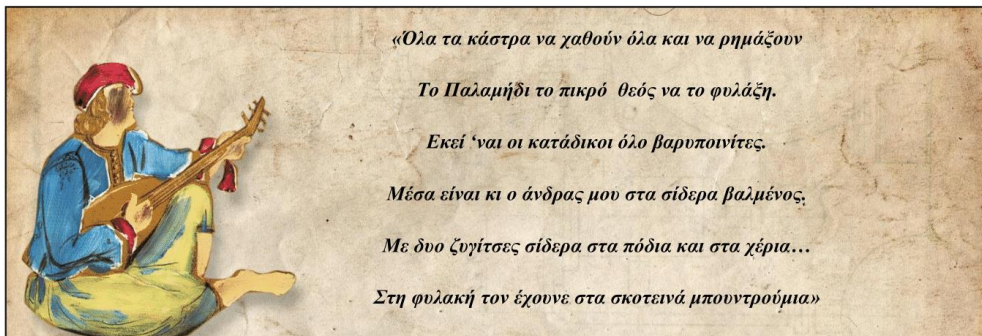 «Όλα τα κάστρα να χαθούν όλα και να ρημάξουν
Το Παλαμήδι το πικρό θεός να το φυλάξη.
Εκεί ‘ναι οι κατάδικοι όλο βαρυποινίτες.
Μέσα είναι κι ο άνδρας μου στα σίδερα βαλμένος.
Με δυο ζυγίτσες σίδερα στα πόδια και στα χέρια…
Στη φυλακή τον έχουνε στα σκοτεινά μπουντρούμια»